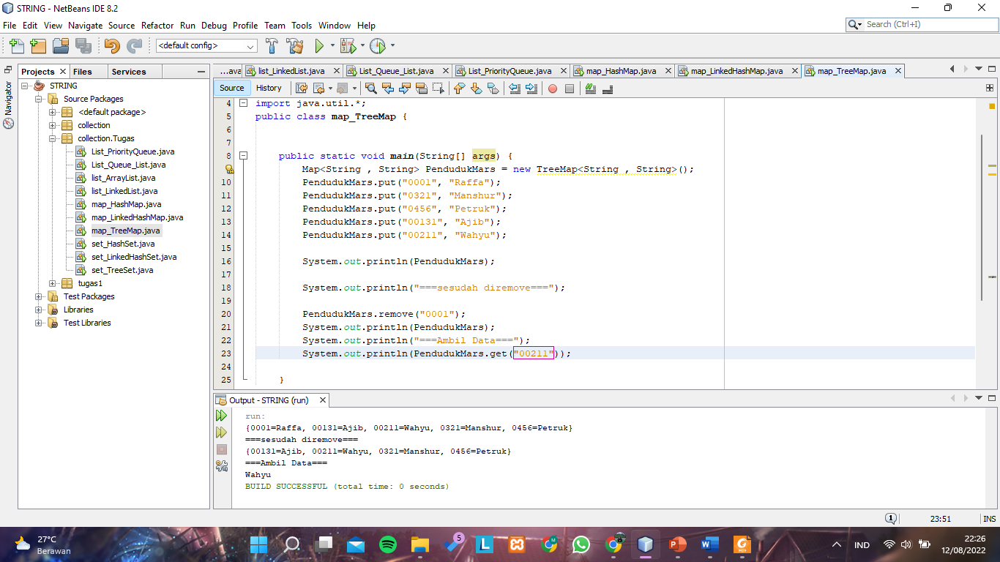 STRING - NetBeans IDE 8.2
File Edit View Navigate Source Refactor Run Debug Profile Team Tools Window Help
Search (Ctrl+I)
<default config>
Projects Files Services
Navigator
STRING
Source Packages
<default package>
collection
collection.Tugas
List_PriorityQueue.java
List_Queue_List.java
list_ArrayList.java
list_LinkedList.java
map_HashMap.java
map_LinkedHashMap.java
map_TreeMap.java
set_HashSet.java
set_LinkedHashSet.java
set_TreeSet.java
tugas1
Test Packages
Libraries
Test Libraries
...ava list_LinkedList.java List_Queue_List.java List_PriorityQueue.java map_HashMap.java map_LinkedHashMap.java map_TreeMap.java
Source History
4 import java.util.*;
5 public class map_TreeMap {
6
7
8 public static void main(String[] args) {
Map<String , String> PendudukMars = new TreeMap<String , String>();
10 PendudukMars.put("0001", "Raffa");
11 PendudukMars.put("0321", "Manshur");
12 PendudukMars.put("0456", "Petruk");
13 PendudukMars.put("00131", "Ajib");
14 PendudukMars.put("00211", "Wahyu");
15
16 System.out.println(PendudukMars);
17
18 System.out.println("===sesudah diremove===");
19
20 PendudukMars.remove("0001");
21 System.out.println(PendudukMars);
22 System.out.println("===Ambil Data===");
23 System.out.println(PendudukMars.get("00211"));
24
25 }
Output - STRING (run)
run:
{0001=Raffa, 00131=Ajib, 00211=Wahyu, 0321=Manshur, 0456=Petruk}
===sesudah diremove===
{00131=Ajib, 00211=Wahyu, 0321=Manshur, 0456=Petruk}
===Ambil Data===
Wahyu
BUILD SUCCESSFUL (total time: 0 seconds)
1 23:51 INS
27°C
Berawan
5
L
IND
22:26
12/08/2022